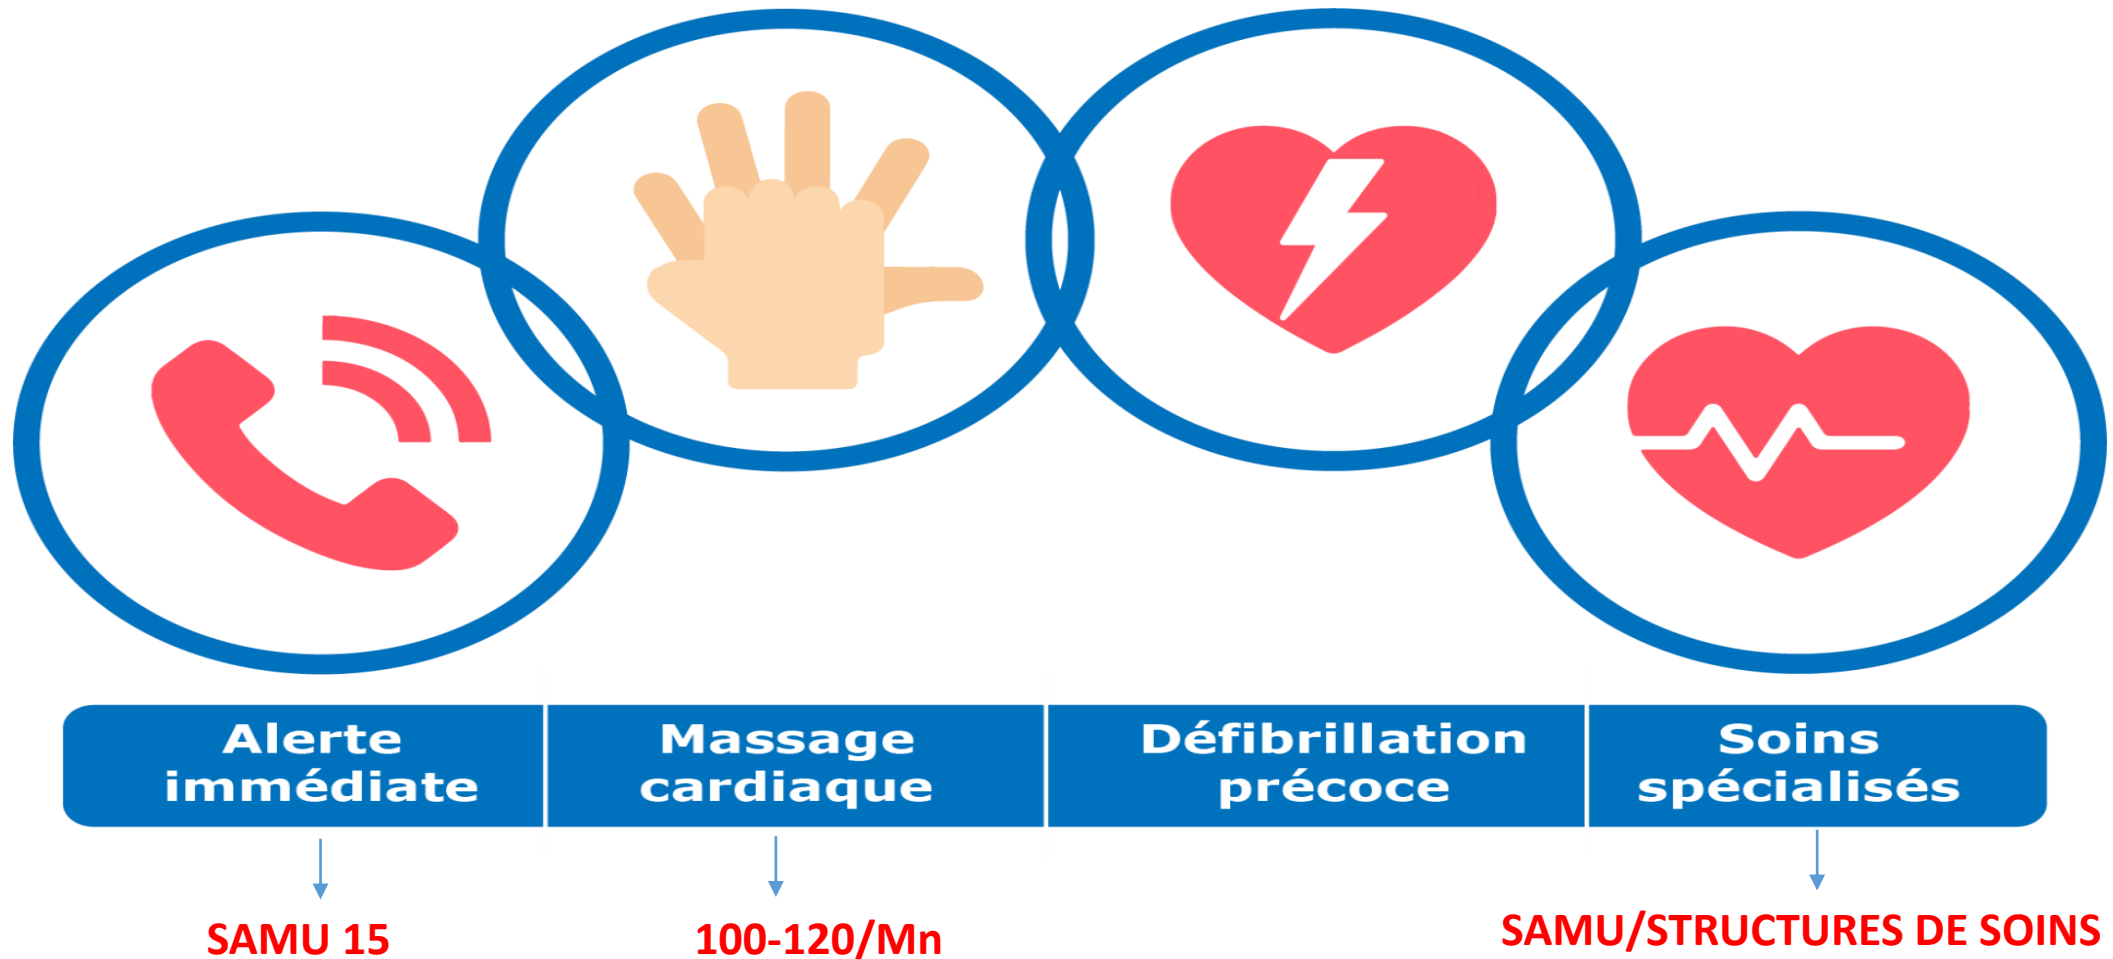 Alerte
immédiate
Massage
cardiaque
Défibrillation
précoce
Soins
spécialisés
SAMU 15
100-120/Mn
SAMU/STRUCTURES DE SOINS